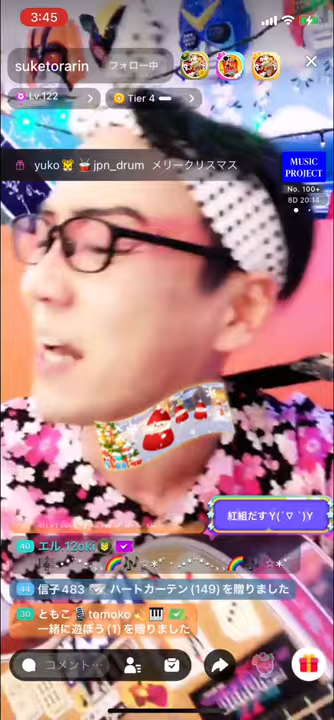 3:45
suketorarin フォロー中
Lv.122 Tier 4
yuko jpn_drum メリークリスマス
MUSIC
PROJECT
No. 100+
8D 20:14
紅組だすY(´∇`)Y
40 エル.12oki
44 信子483 ハートカーテン(149)を贈りました
30 ともこ temoko
一緒に遊ぼう(1)を贈りました
コメント…